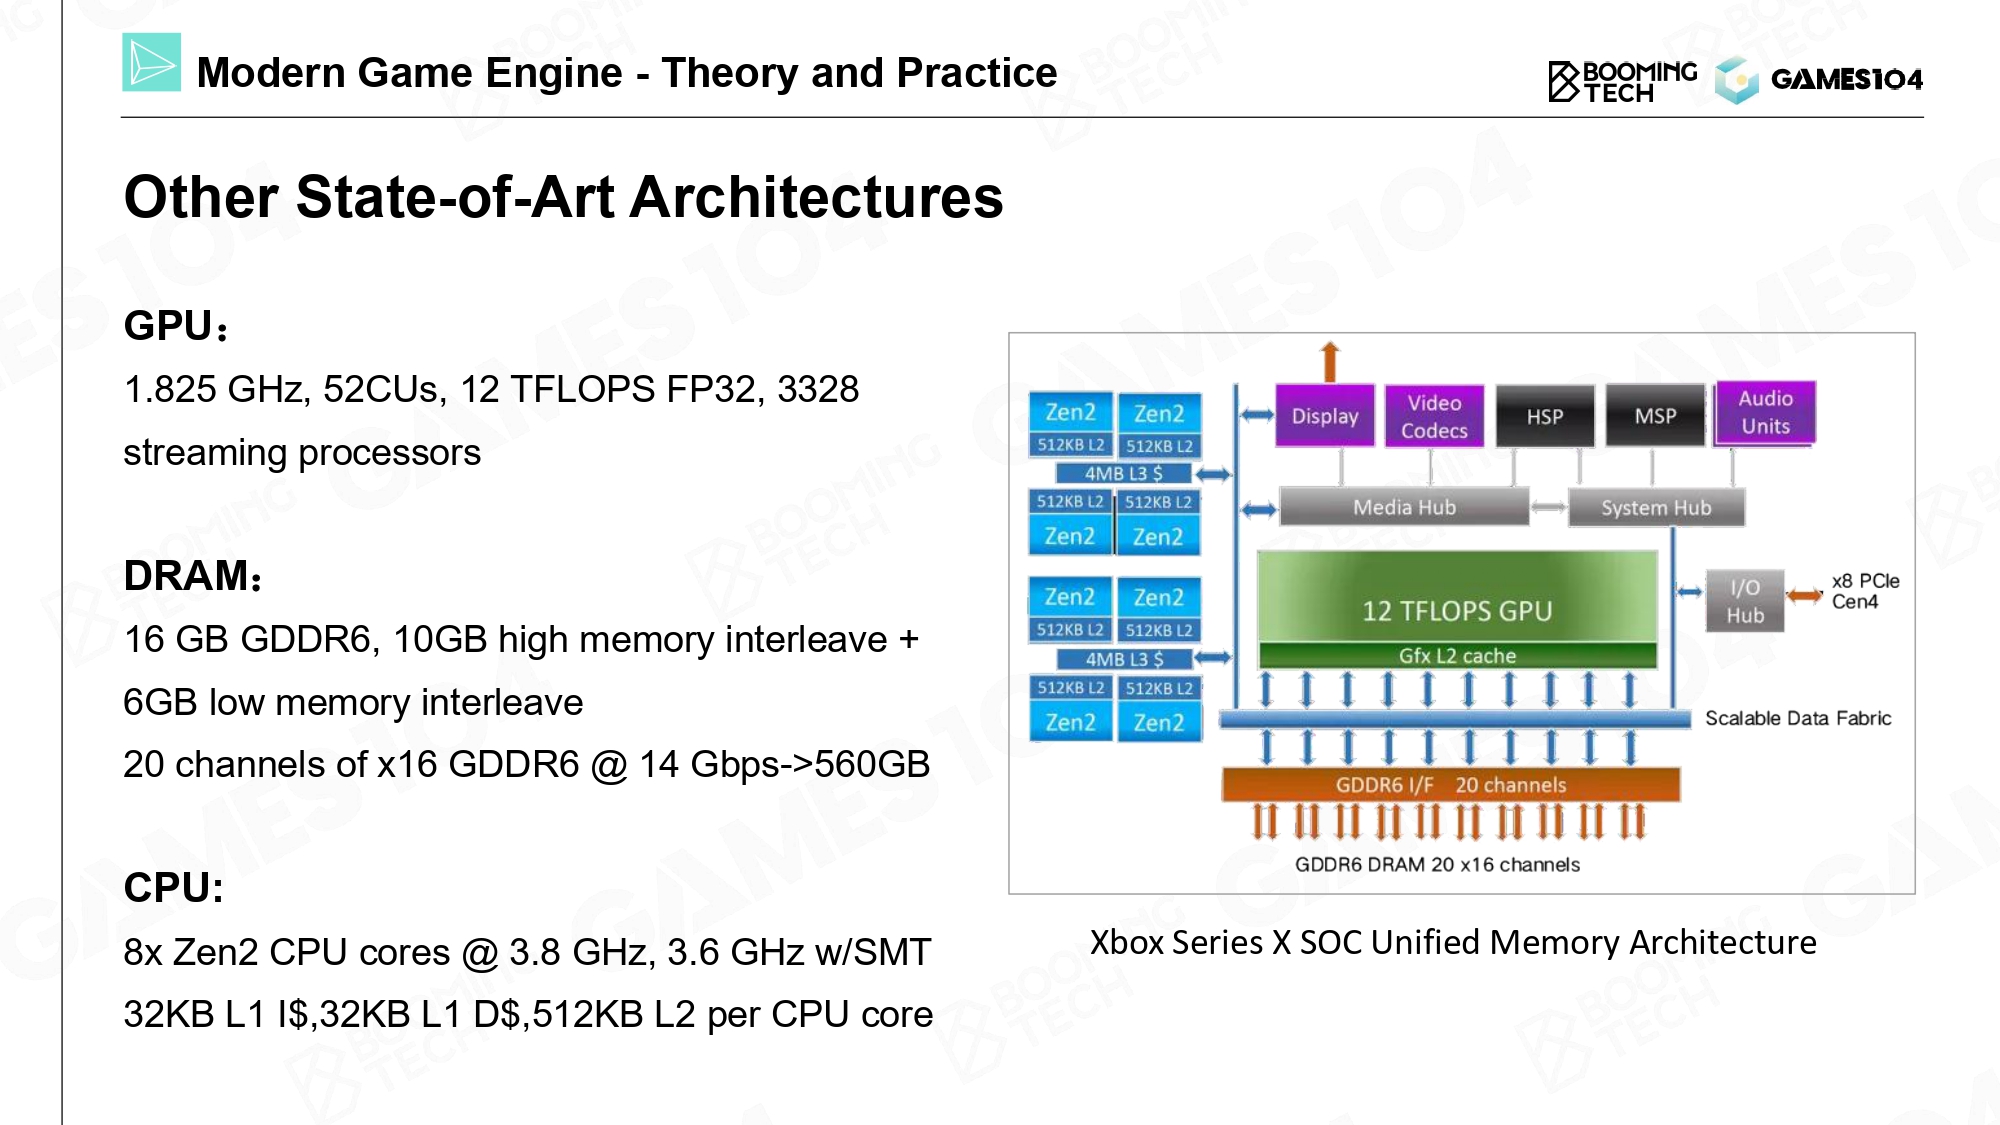 Modern Game Engine - Theory and Practice
BOOMING
TECH
GAMES104
Other State-of-Art Architectures
GPU：
1.825 GHz, 52CUs, 12 TFLOPS FP32, 3328
streaming processors
DRAM：
16 GB GDDR6, 10GB high memory interleave +
6GB low memory interleave
20 channels of x16 GDDR6 @ 14 Gbps->560GB
CPU:
8x Zen2 CPU cores @ 3.8 GHz, 3.6 GHz w/SMT
32KB L1 I$,32KB L1 D$,512KB L2 per CPU core
Zen2 Zen2
512KB L2 512KB L2
4MB L3 $
512KB L2 512KB L2
Zen2 Zen2
Zen2 Zen2
512KB L2 512KB L2
4MB L3 $
512KB L2 512KB L2
Zen2 Zen2
Display
Video
Codecs
HSP
MSP
Audio
Units
Media Hub
System Hub
12 TFLOPS GPU
Gfx L2 cache
I/O
Hub
x8 PCIe
Cen4
Scalable Data Fabric
GDDR6 I/F 20 channels
GDDR6 DRAM 20 x16 channels
Xbox Series X SOC Unified Memory Architecture